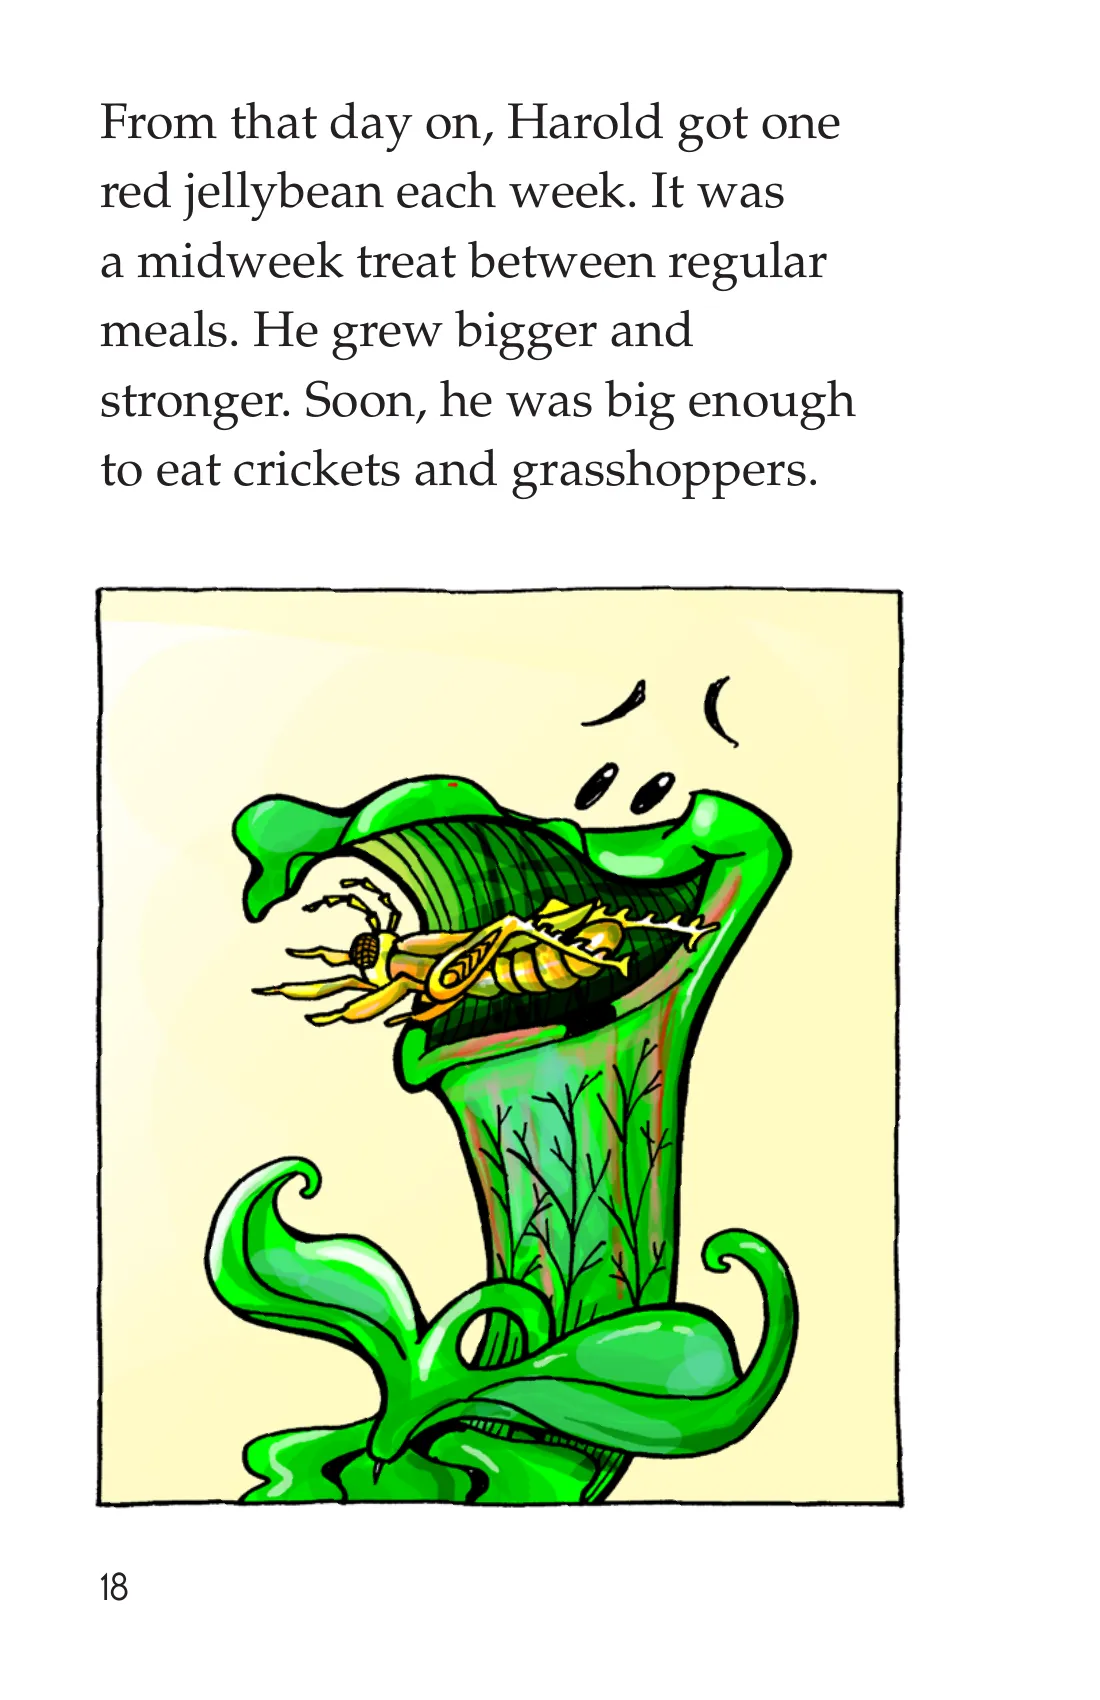 From that day on, Harold got one
red jellybean each week. It was
a midweek treat between regular
meals. He grew bigger and
stronger. Soon, he was big enough
to eat crickets and grasshoppers.
18